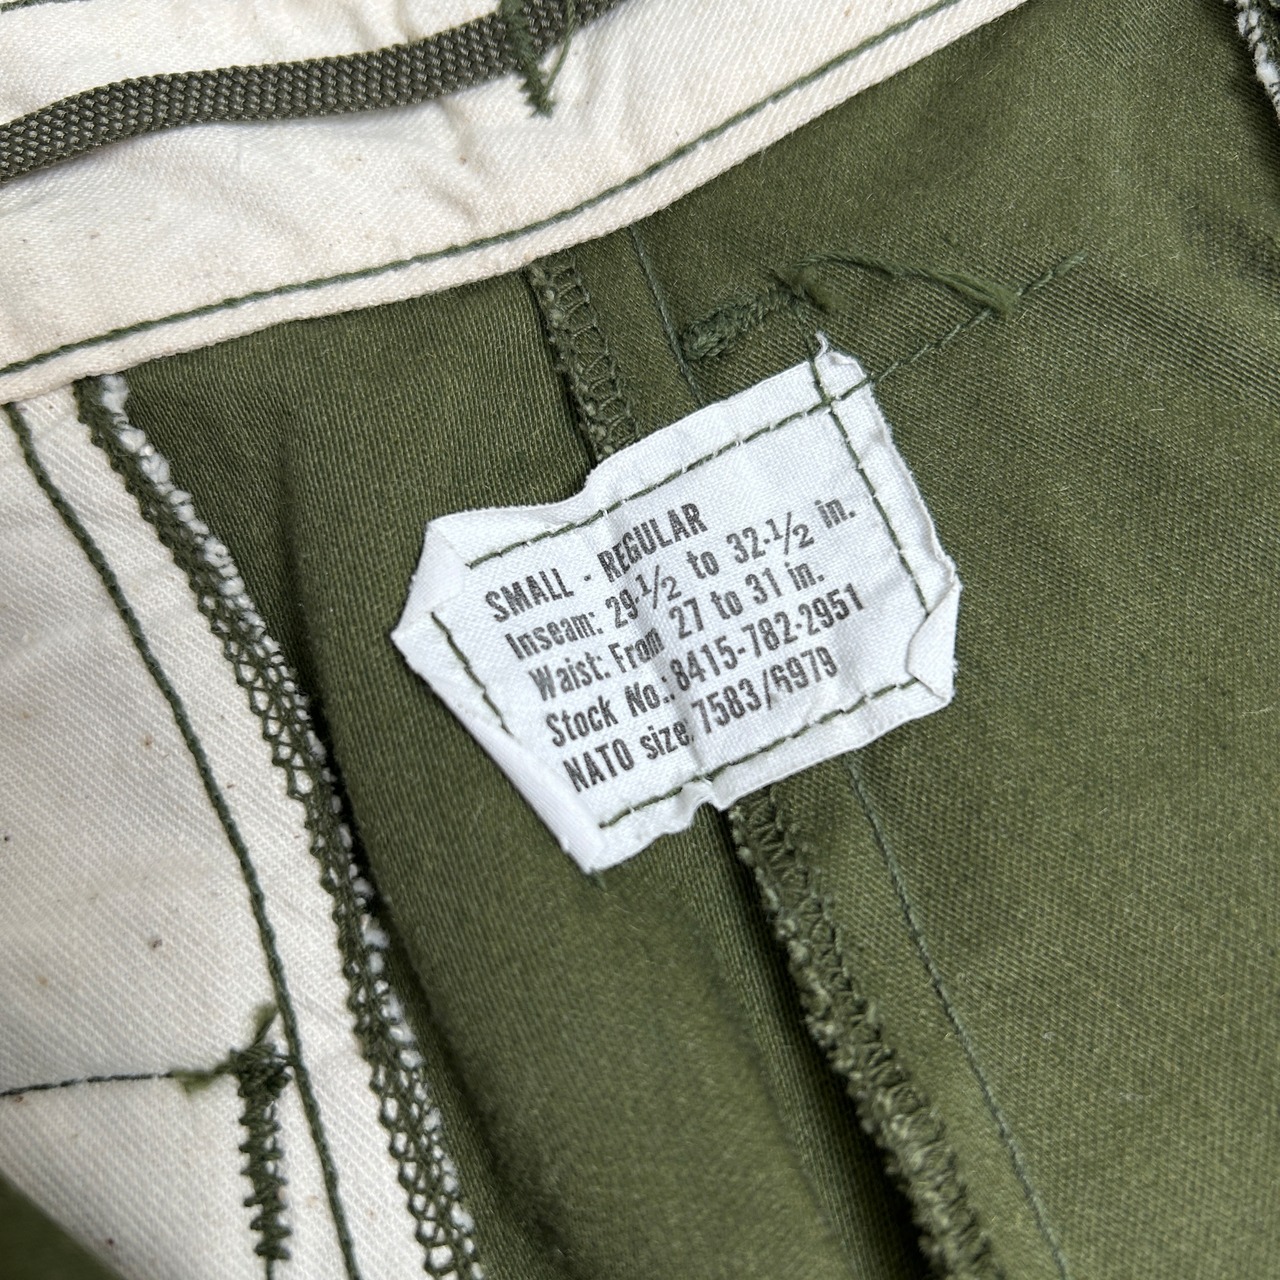 SMALL - REGULAR
Inseam: 29-1/2 to 32-1/2 in.
Waist: From 27 to 31 in.
Stock No.: 8415-782-2951
NATO size: 7583/6979